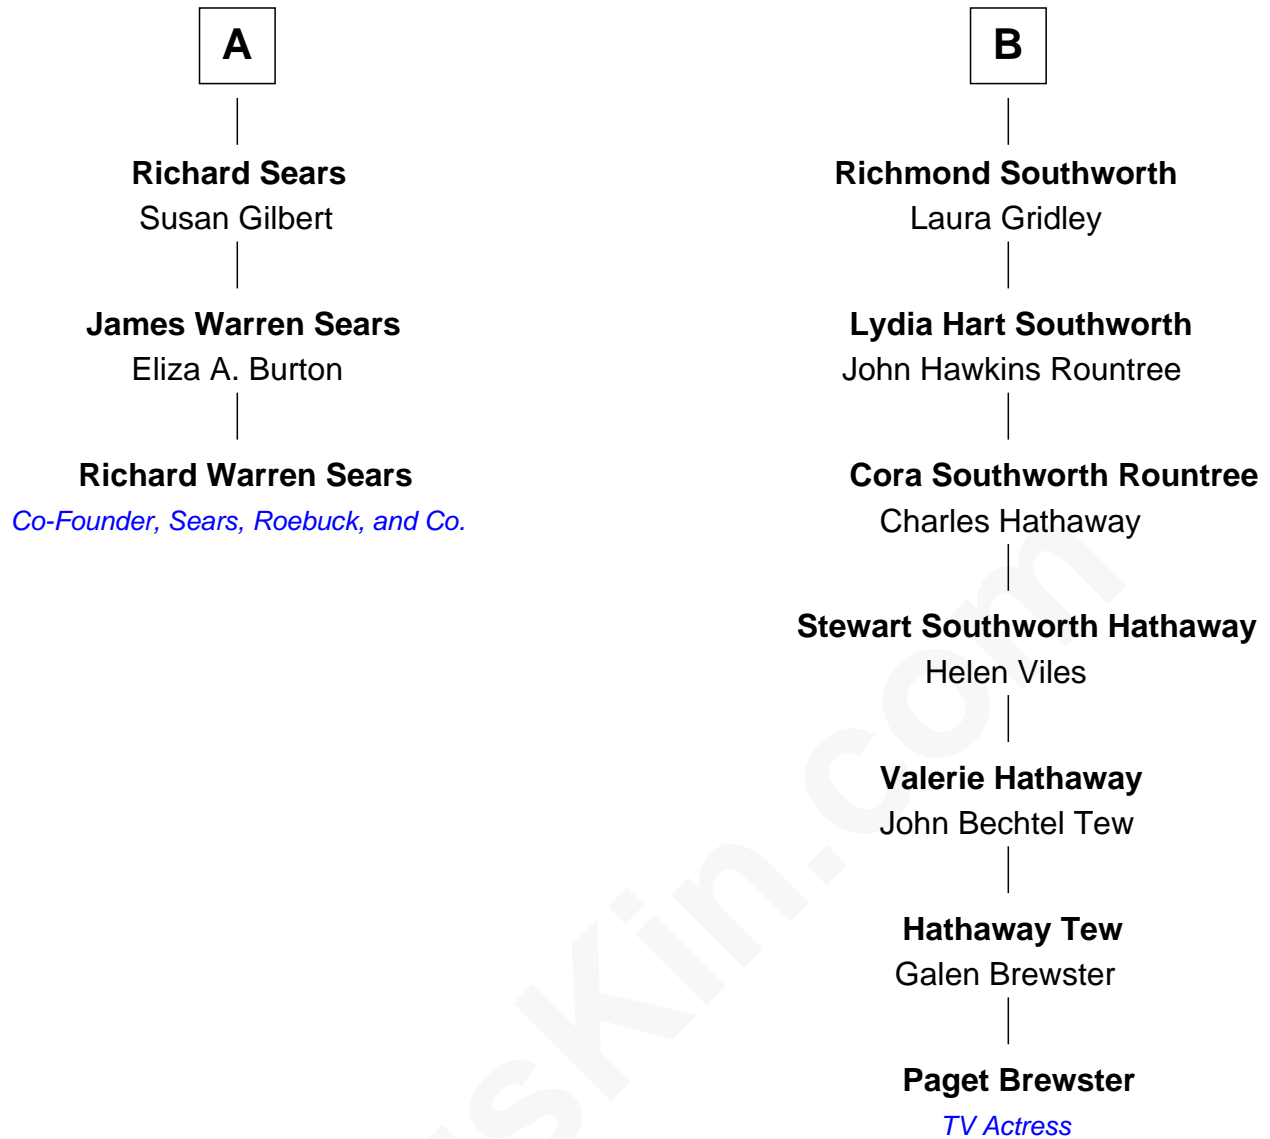 A
Richard Sears
Susan Gilbert
James Warren Sears
Eliza A. Burton
Richard Warren Sears
Co-Founder, Sears, Roebuck, and Co.
B
Richmond Southworth
Laura Gridley
Lydia Hart Southworth
John Hawkins Rountree
Cora Southworth Rountree
Charles Hathaway
Stewart Southworth Hathaway
Helen Viles
Valerie Hathaway
John Bechtel Tew
Hathaway Tew
Galen Brewster
Paget Brewster
TV Actress
sKin.com